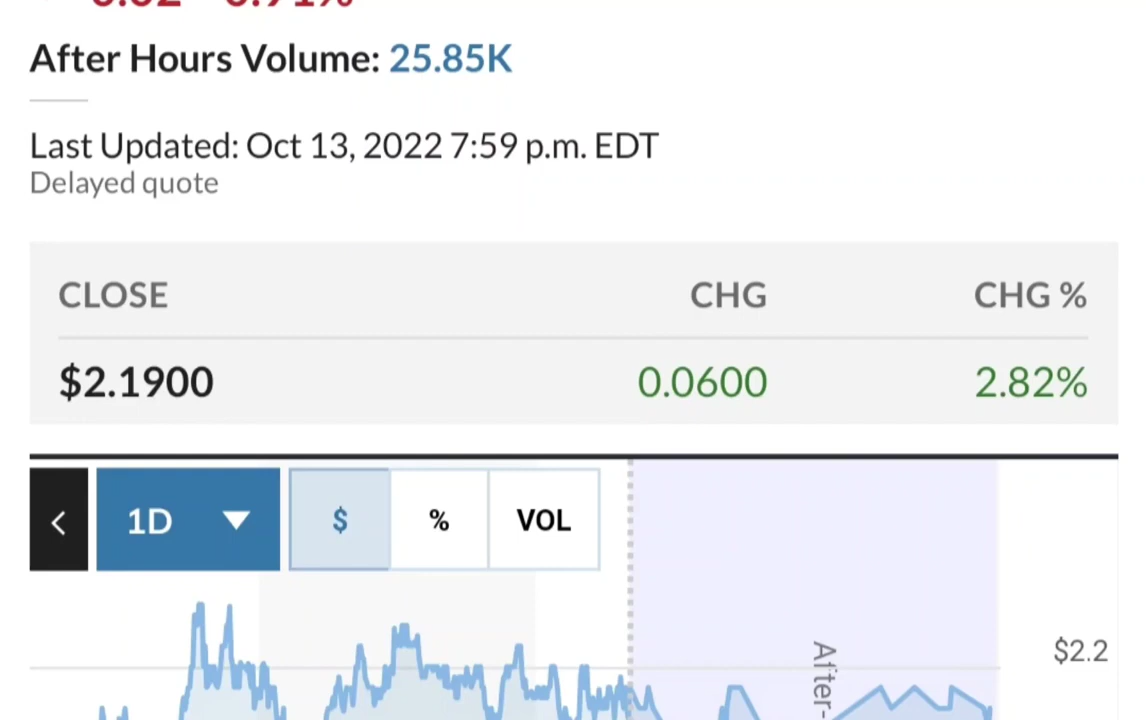 After Hours Volume: 25.85K
Last Updated: Oct 13, 2022 7:59 p.m. EDT
Delayed quote
CLOSE CHG CHG %
$2.1900 0.0600 2.82%
1D $ % VOL
$2.2
After-